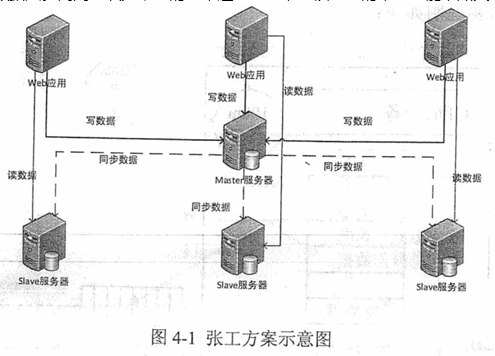 Web应用
Web应用
Web应用
写数据
读数据
写数据
写数据
同步数据
Master服务器
同步数据
读数据
读数据
同步数据
Slave服务器
Slave服务器
Slave服务器
图 4-1 张工方案示意图